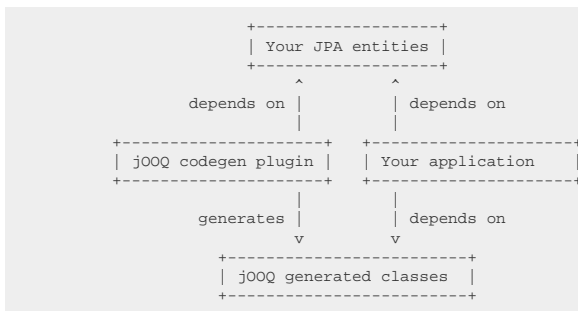 +-------------------+
| Your JPA entities |
+-------------------+
^ ^
depends on | | depends on
| |
+---------------------+ +---------------------+
| jOOQ codegen plugin | | Your application |
+---------------------+ +---------------------+
| |
generates | | depends on
v v
+-------------------------+
| jOOQ generated classes |
+-------------------------+